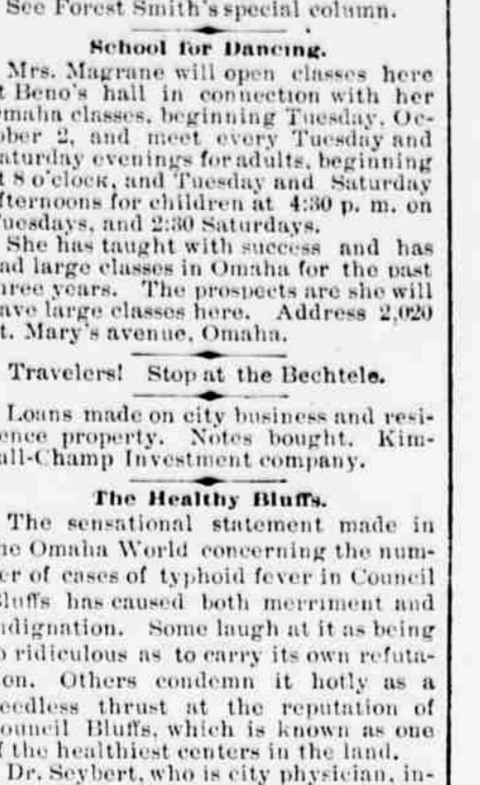 See Forest Smith's special column.
School for Dancing.
Mrs. Magrane will open classes here
t Beno's hall in connection with her
maha classes, beginning Tuesday, Oc-
ber 2, and meet every Tuesday and
aturday evenings for adults, beginning
t 8 o'clock, and Tuesday and Saturday
fternoons for children at 4:30 p. m. on
uesdays, and 2:30 Saturdays.
She has taught with success and has
ad large classes in Omaha for the past
hree years. The prospects are she will
ave large classes here. Address 2,020
t. Mary's avenue, Omaha.
Travelers! Stop at the Bechtele.
Loans made on city business and resi-
ence property. Notes bought. Kim-
all-Champ Investment company.
The Healthy Bluffs.
The sensational statement made in
he Omaha World concerning the num-
er of cases of typhoid fever in Council
luffs has caused both merriment and
ndignation. Some laugh at it as being
o ridiculous as to carry its own refuta-
on. Others condemn it hotly as a
eedless thrust at the reputation of
ouncil Bluffs, which is known as one
f the healthiest centers in the land.
Dr. Seybert, who is city physician, in-